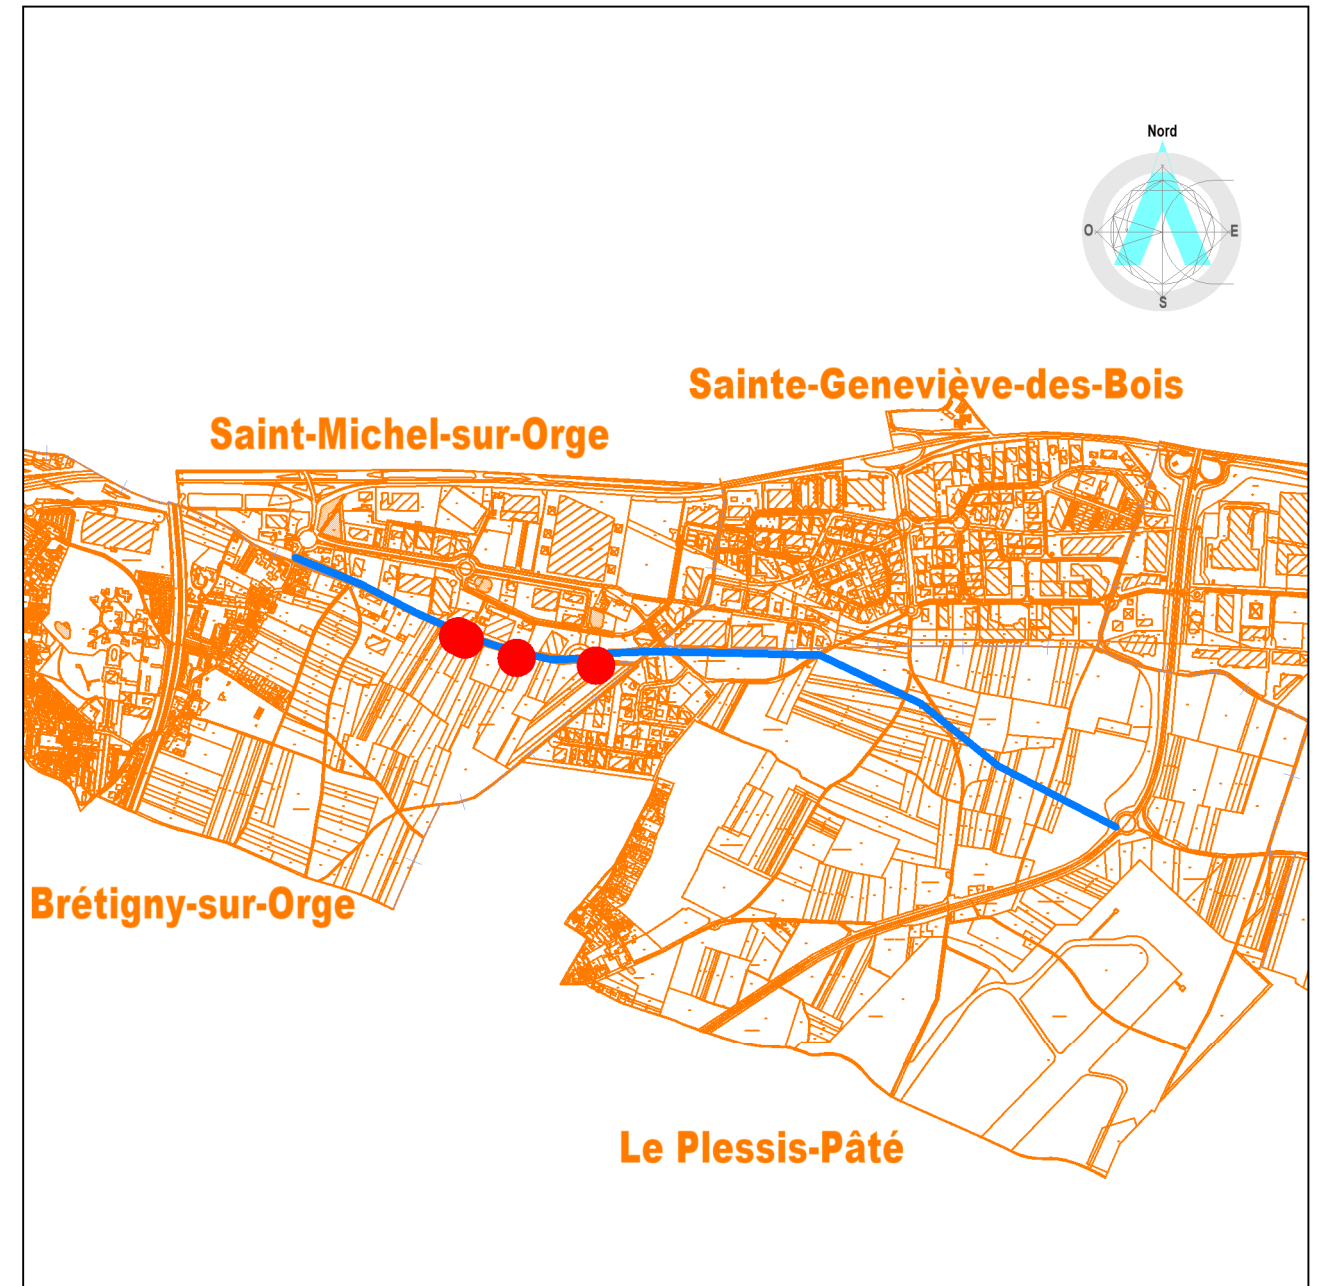 Nord
O
E
S
Sainte-Geneviève-des-Bois
Saint-Michel-sur-Orge
Brétigny-sur-Orge
Le Plessis-Pâté